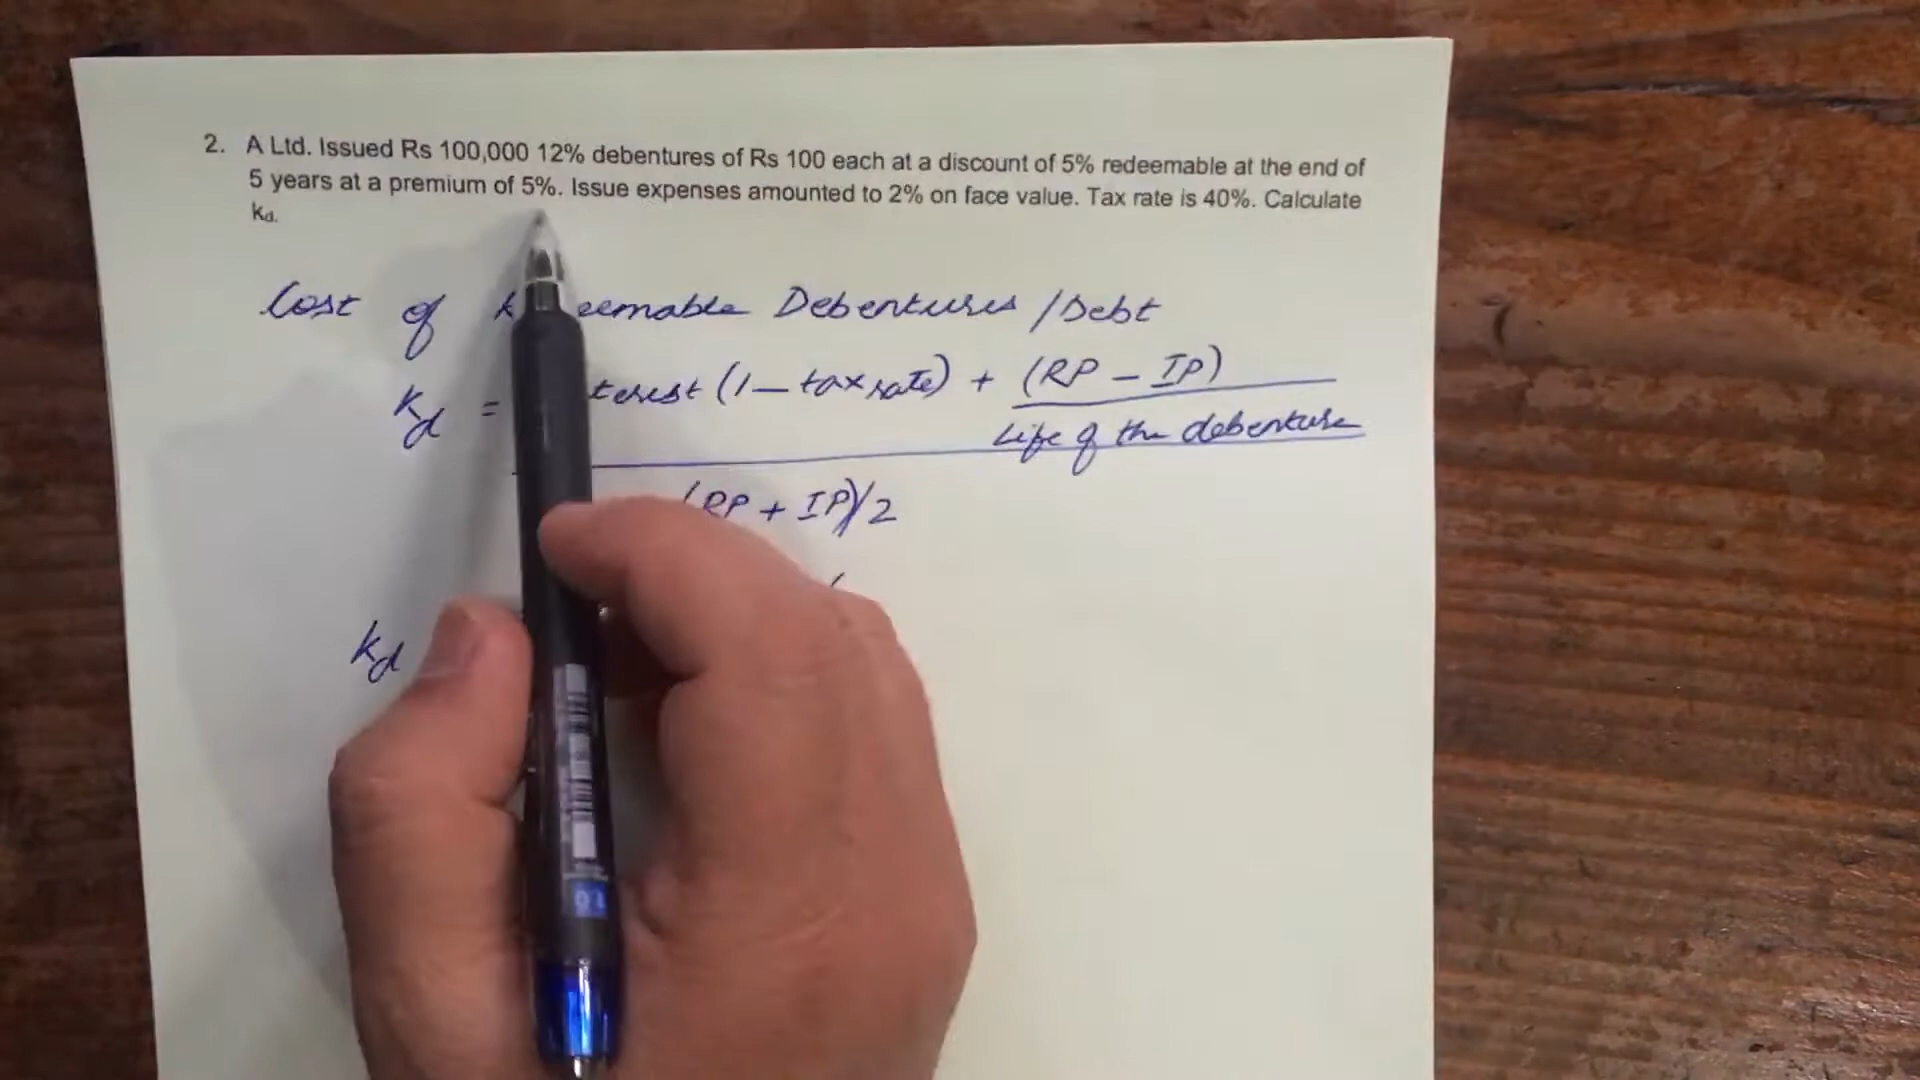 2. A Ltd. Issued Rs 100,000 12% debentures of Rs 100 each at a discount of 5% redeemable at the end of
5 years at a premium of 5%. Issue expenses amounted to 2% on face value. Tax rate is 40%. Calculate
kd.
Cost of Debentures / Debt
kd = (1 - tax rate) + (RP - IP)
Life of the debenture
(RP + IP)/2
kd